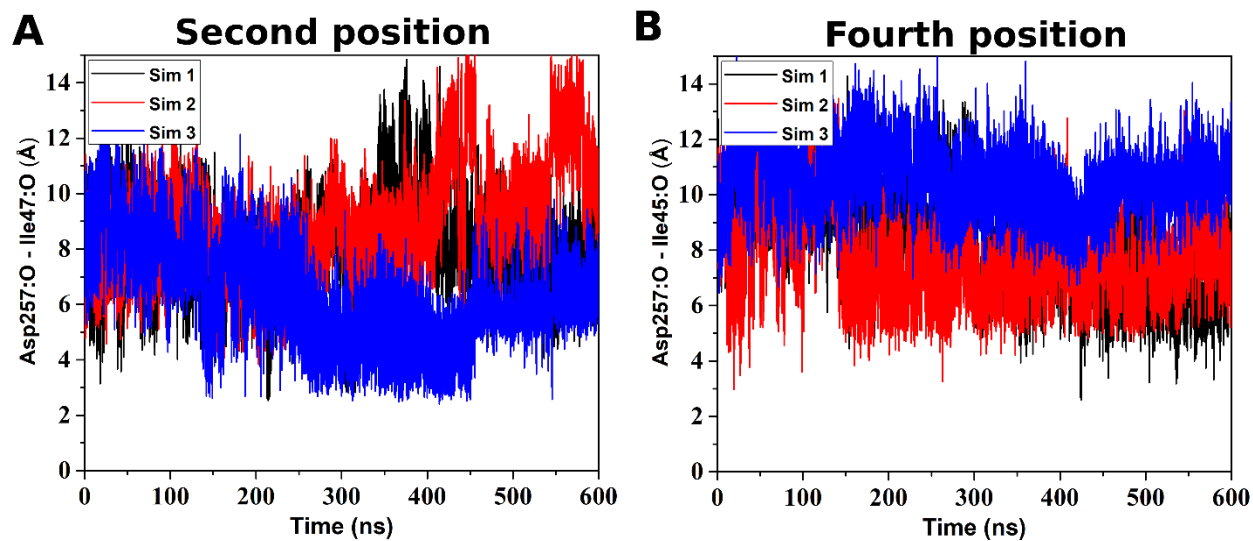 A
Second position
Asp257:O - Ile47:O (Å)
14
12
10
8
6
4
2
0
Sim 1
Sim 2
Sim 3
0 100 200 300 400 500 600
Time (ns)
B
Fourth position
Asp257:O - Ile45:O (Å)
14
12
10
8
6
4
2
0
Sim 1
Sim 2
Sim 3
0 100 200 300 400 500 600
Time (ns)